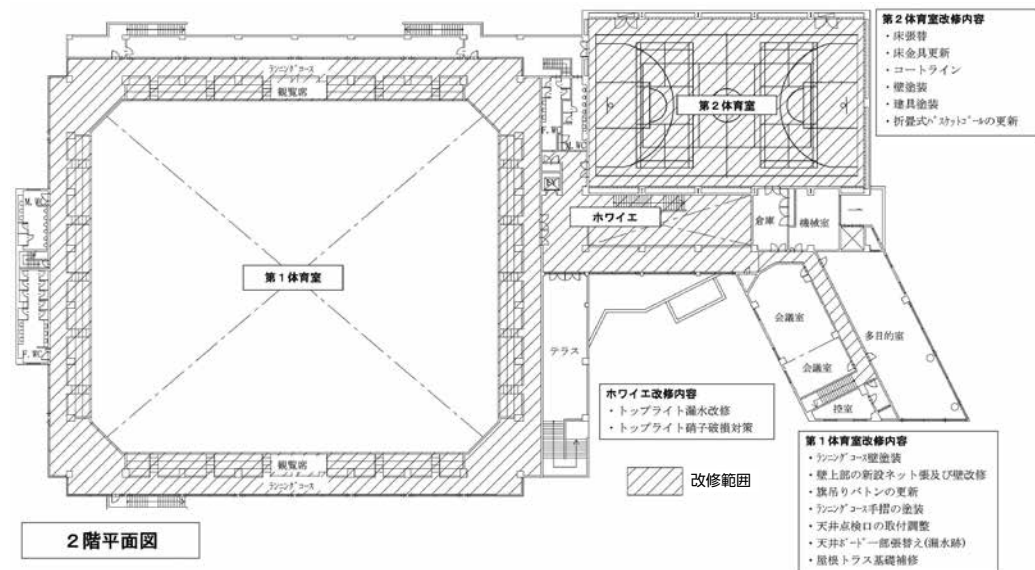 第２体育室改修内容
・床張替
・床金具更新
・コートライン
・壁塗装
・建具塗装
・折畳式ﾊﾞｽｹｯﾄｺﾞｰﾙの更新
ﾗﾝﾆﾝｸﾞｺｰｽ
観覧席
第２体育室
F.WC
M.WC
M.WC
F.WC
EV
ホワイエ
倉庫
機械室
第１体育室
テラス
会議室
会議室
多目的室
控室
ホワイエ改修内容
・トップライト漏水改修
・トップライト硝子破損対策
改修範囲
観覧席
ﾗﾝﾆﾝｸﾞｺｰｽ
第１体育室改修内容
・ﾗﾝﾆﾝｸﾞｺｰｽ壁塗装
・壁上部の新設ネット張及び壁改修
・旗吊りバトンの更新
・ﾗﾝﾆﾝｸﾞｺｰｽ手摺の塗装
・天井点検口の取付調整
・天井ﾎﾞｰﾄﾞ一部張替え(漏水跡)
・屋根トラス基礎補修
２階平面図